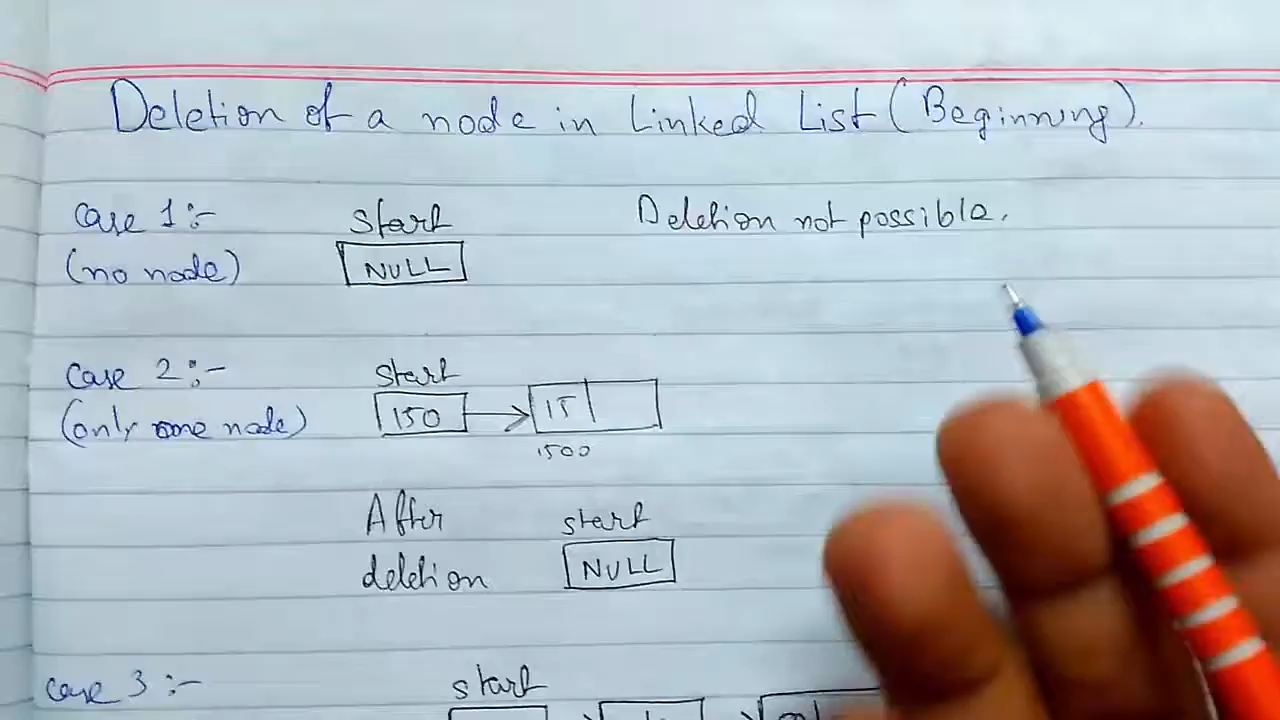 Deletion of a node in Linked List (Beginning).
Case 1:- start Deletion not possible.
(no node) NULL
Case 2:- start
(only one node) 150 15
1500
After start
deletion NULL
Case 3:- start